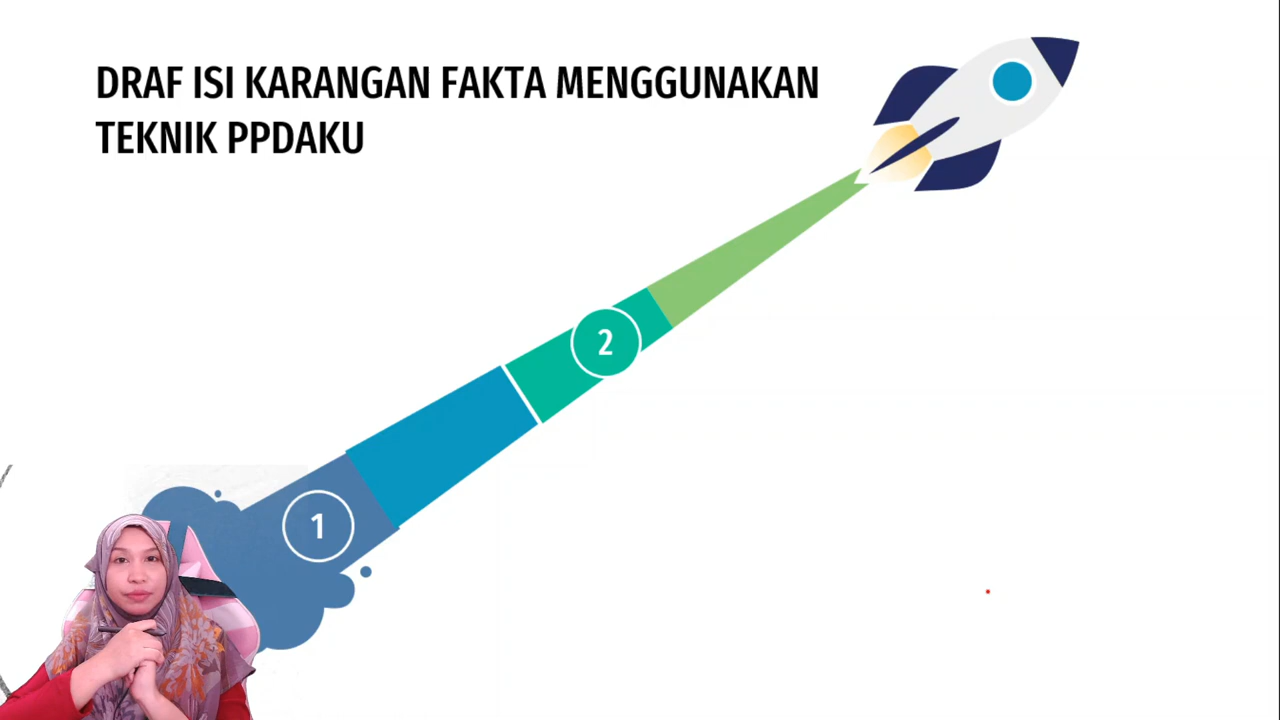 DRAF ISI KARANGAN FAKTA MENGGUNAKAN
TEKNIK PPDAKU
2
1